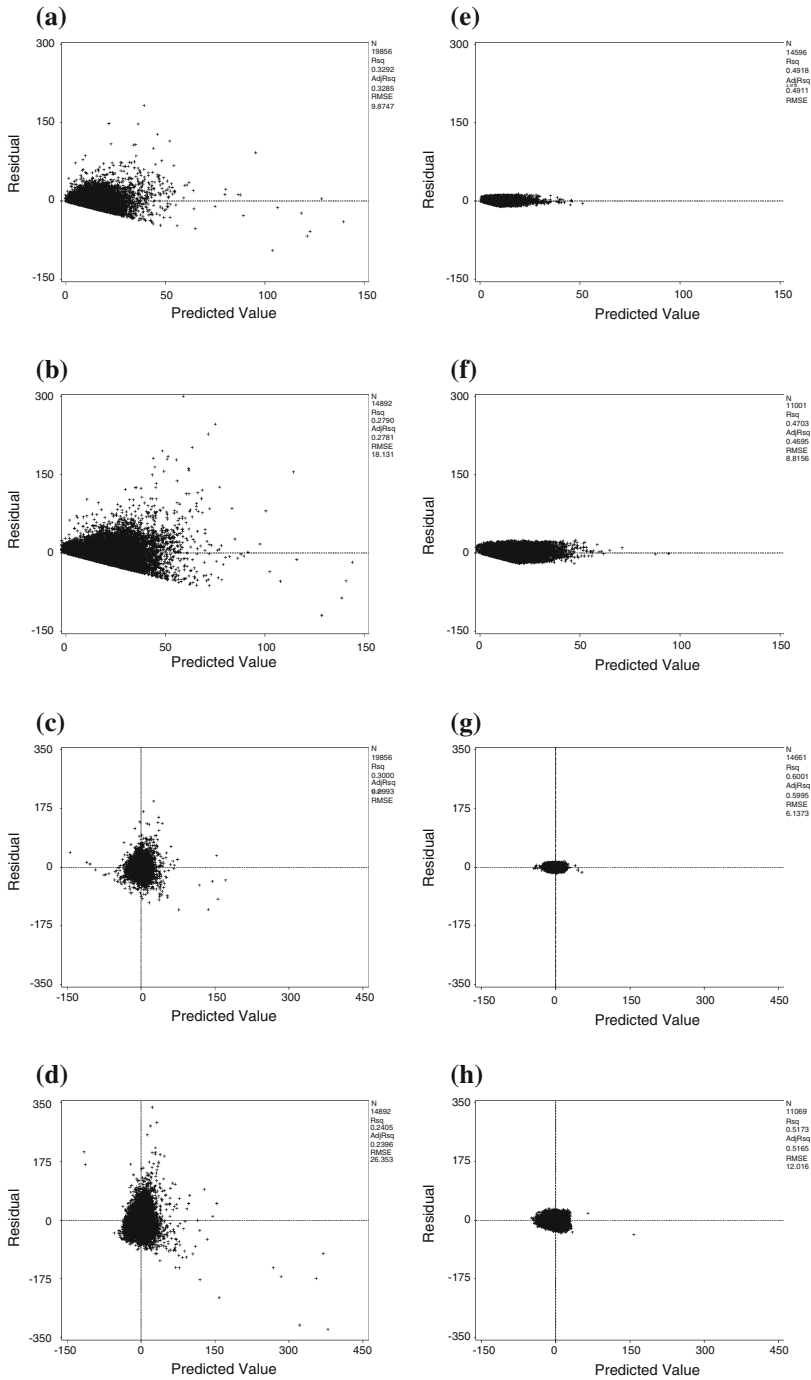 (a)
N
19856
Rsq
0.3292
AdjRsq
0.3285
RMSE
9.8747
300
150
0
-150
Residual
0
50
100
150
Predicted Value
(e)
N
14596
Rsq
0.4918
AdjRsq
0.4911
RMSE
300
150
0
-150
Residual
0
50
100
150
Predicted Value
(b)
N
14892
Rsq
0.2790
AdjRsq
0.2781
RMSE
18.131
300
150
0
-150
Residual
0
50
100
150
Predicted Value
(f)
N
11001
Rsq
0.4703
AdjRsq
0.4695
RMSE
8.8156
300
150
0
-150
Residual
0
50
100
150
Predicted Value
(c)
N
19856
Rsq
0.3000
AdjRsq
0.2993
RMSE
350
175
0
-175
-350
Residual
-150
0
150
300
450
Predicted Value
(g)
N
14661
Rsq
0.6001
AdjRsq
0.5995
RMSE
6.1373
350
175
0
-175
-350
Residual
-150
0
150
300
450
Predicted Value
(d)
N
14892
Rsq
0.2405
AdjRsq
0.2396
RMSE
26.353
350
175
0
-175
-350
Residual
-150
0
150
300
450
Predicted Value
(h)
N
11069
Rsq
0.5173
AdjRsq
0.5165
RMSE
12.016
350
175
0
-175
-350
Residual
-150
0
150
300
450
Predicted Value